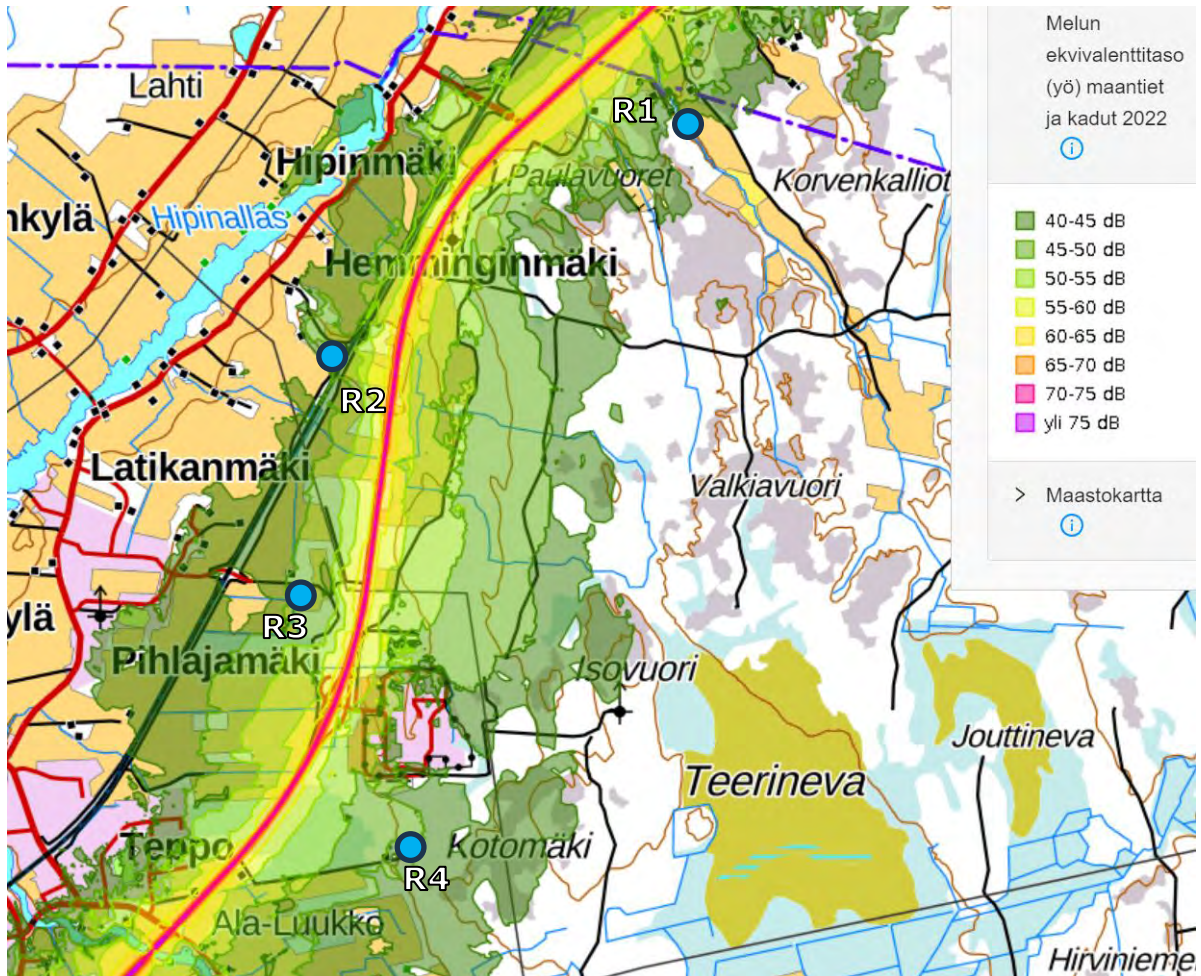 Lahti
R1
Hipinmäki
Paulavuoret
Korvenkalliot
nkylä
Hipinallas
Hemminginmäki
R2
Latikanmäki
Valkiavuori
R3
ylä
Pihlajamäki
Isovuori
Jouttineva
Teerineva
Teppo
Kotomäki
R4
Ala-Luukko
Hirvinieme
Melun
ekvivalenttitaso
(yö) maantiet
ja kadut 2022
i
40-45 dB
45-50 dB
50-55 dB
55-60 dB
60-65 dB
65-70 dB
70-75 dB
yli 75 dB
> Maastokartta
i